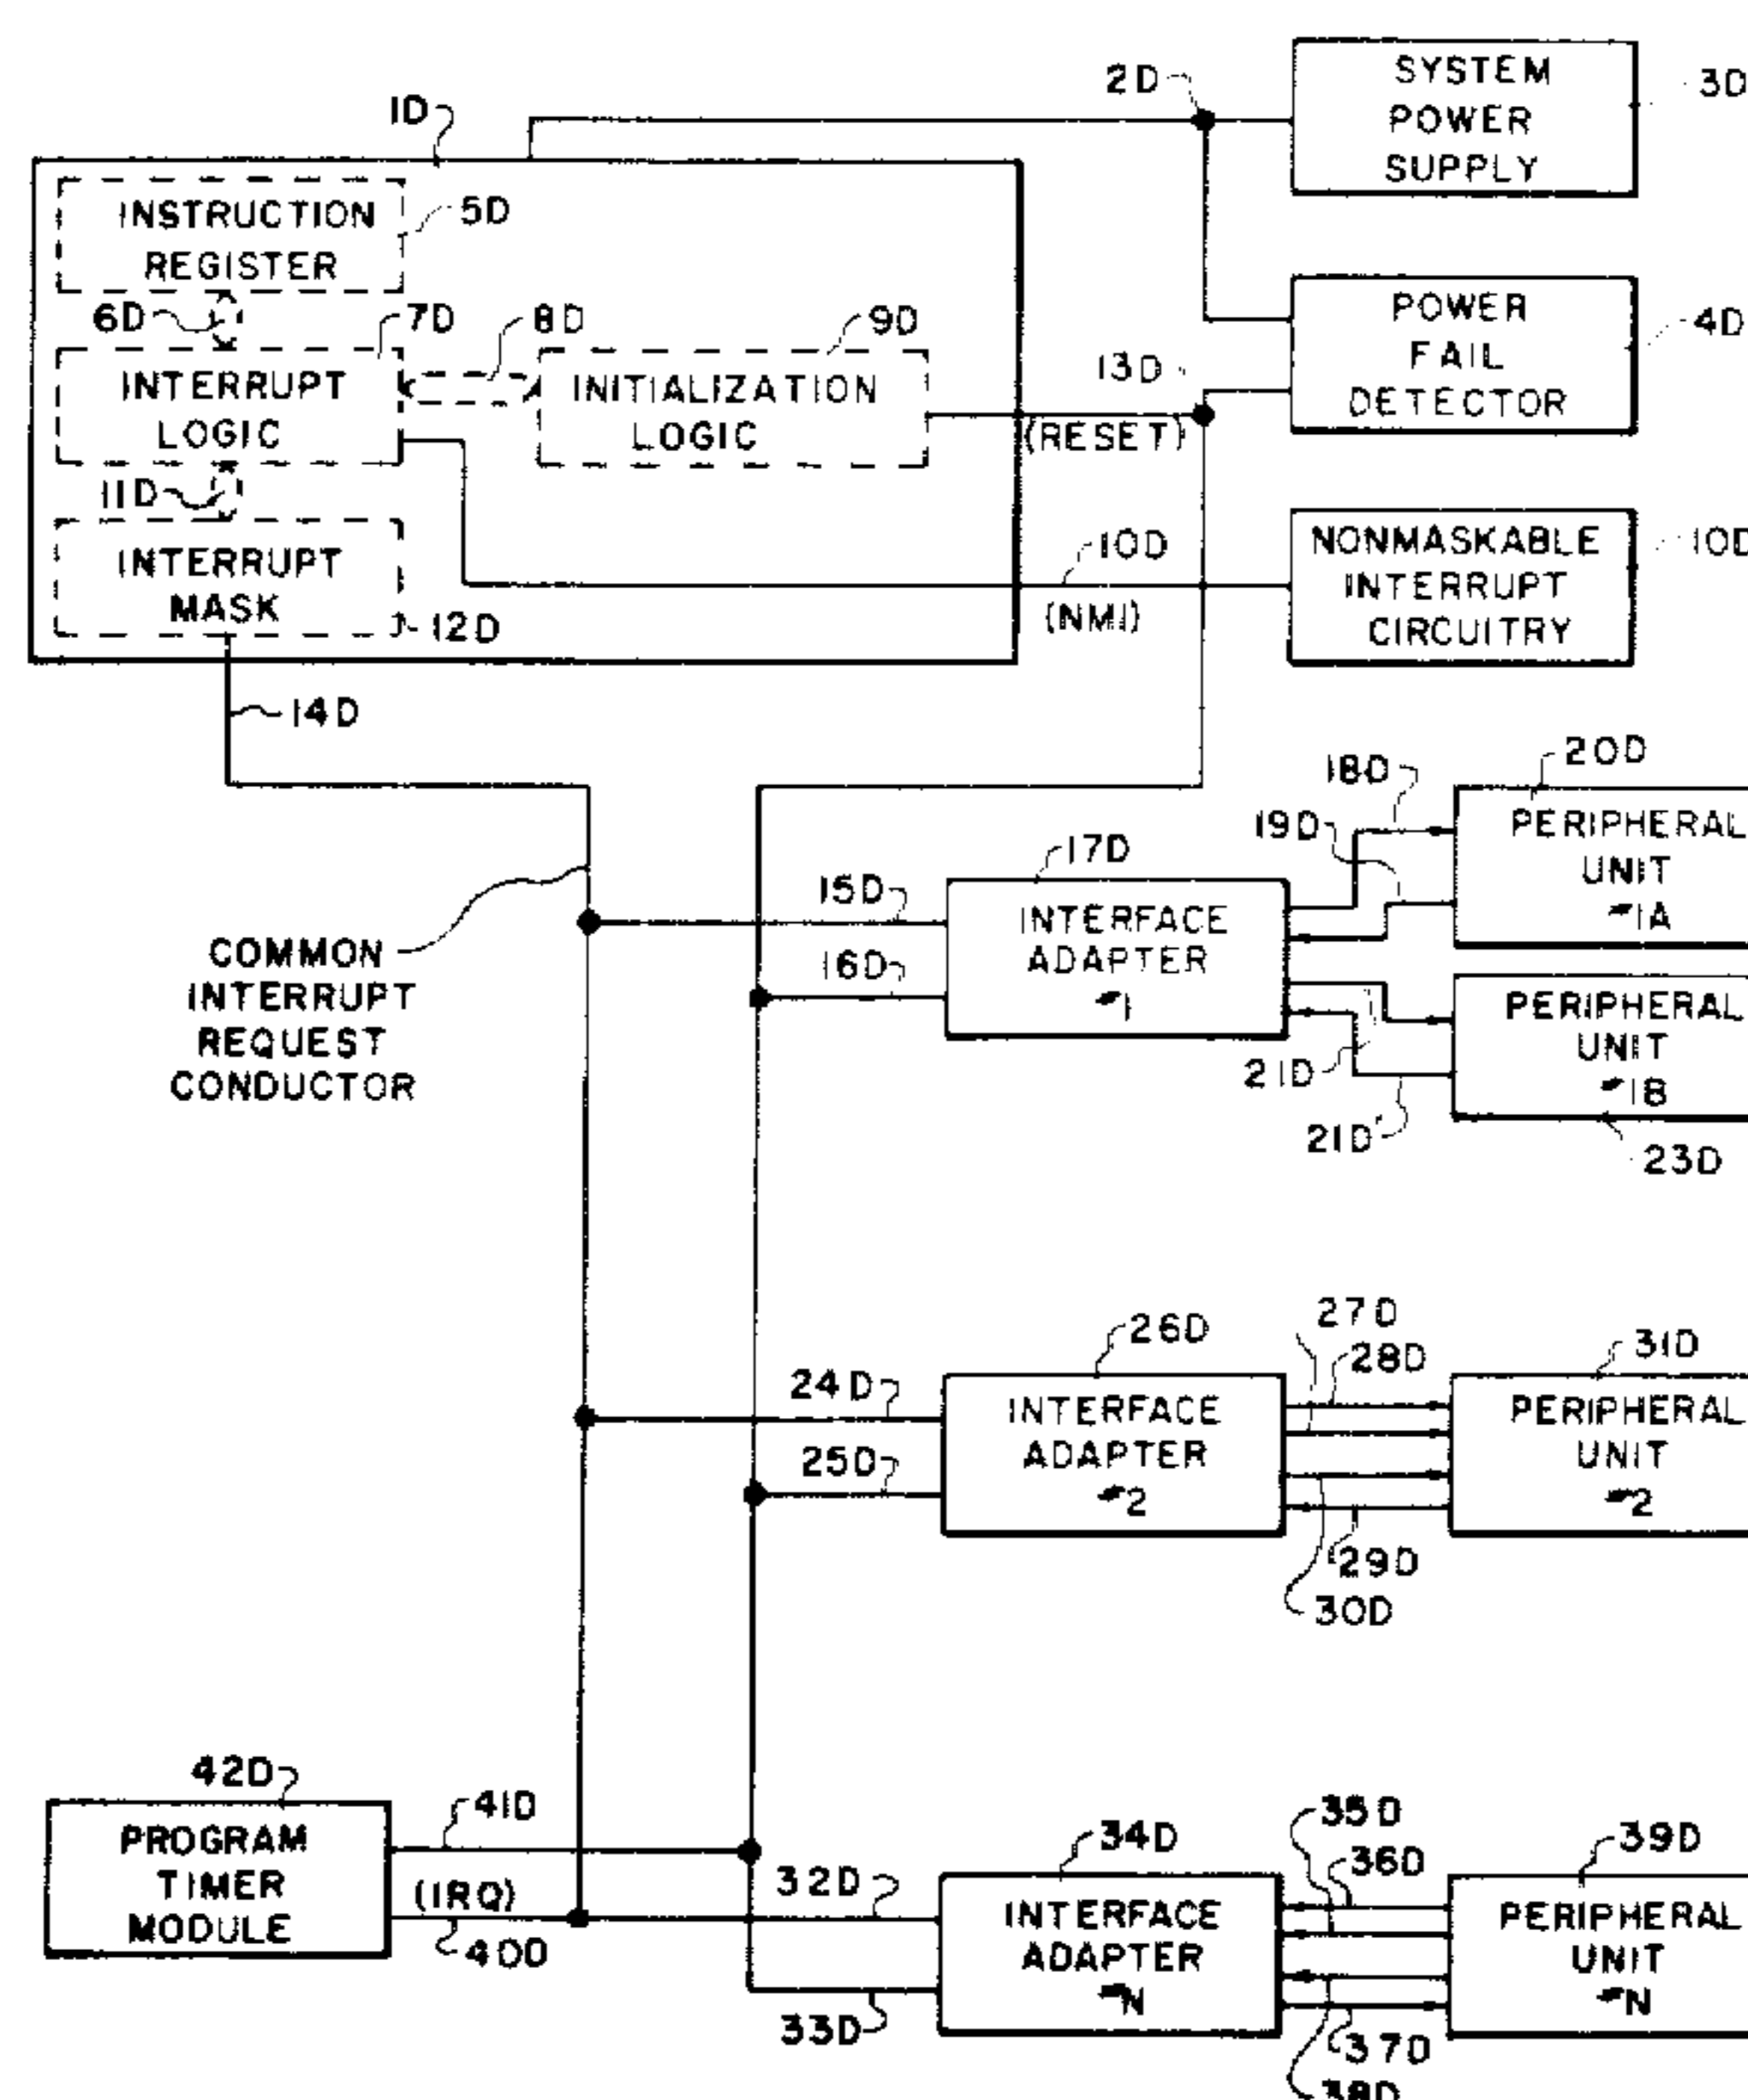 2D
SYSTEM
POWER
SUPPLY
3D
1D
INSTRUCTION
REGISTER
5D
6D
7D
8D
9D
INTERRUPT
LOGIC
INITIALIZATION
LOGIC
13D
(RESET)
POWER
FAIL
DETECTOR
4D
11D
INTERRUPT
MASK
12D
10D
(NMI)
NONMASKABLE
INTERRUPT
CIRCUITRY
10D
14D
COMMON
INTERRUPT
REQUEST
CONDUCTOR
15D
16D
17D
INTERFACE
ADAPTER
#1
18D
19D
20D
PERIPHERAL
UNIT
#1A
PERIPHERAL
UNIT
#1B
21D
21D'
23D
24D
25D
26D
INTERFACE
ADAPTER
#2
27D
28D
29D
30D
31D
PERIPHERAL
UNIT
#2
42D
PROGRAM
TIMER
MODULE
41D
(IRQ)
40D
32D
33D
34D
INTERFACE
ADAPTER
#N
35D
36D
37D
38D
39D
PERIPHERAL
UNIT
#N